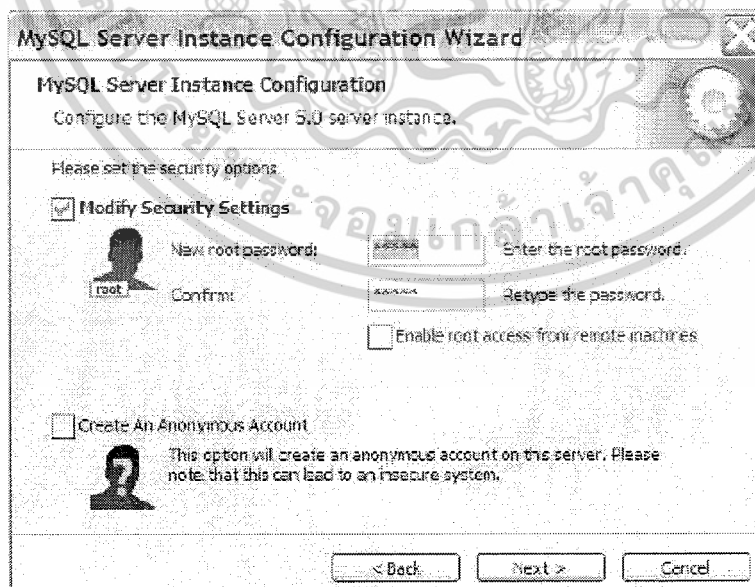 MySQL Server Instance Configuration Wizard
MySQL Server Instance Configuration
Configure the MySQL Server 5.0 server instance.
Please set the security options.
Modify Security Settings
root
New root password:
*****
Enter the root password.
Confirm:
*****
Retype the password.
Enable root access from remote machines
Create An Anonymous Account
This option will create an anonymous account on this server. Please
note that this can lead to an insecure system.
< Back
Next >
Cancel